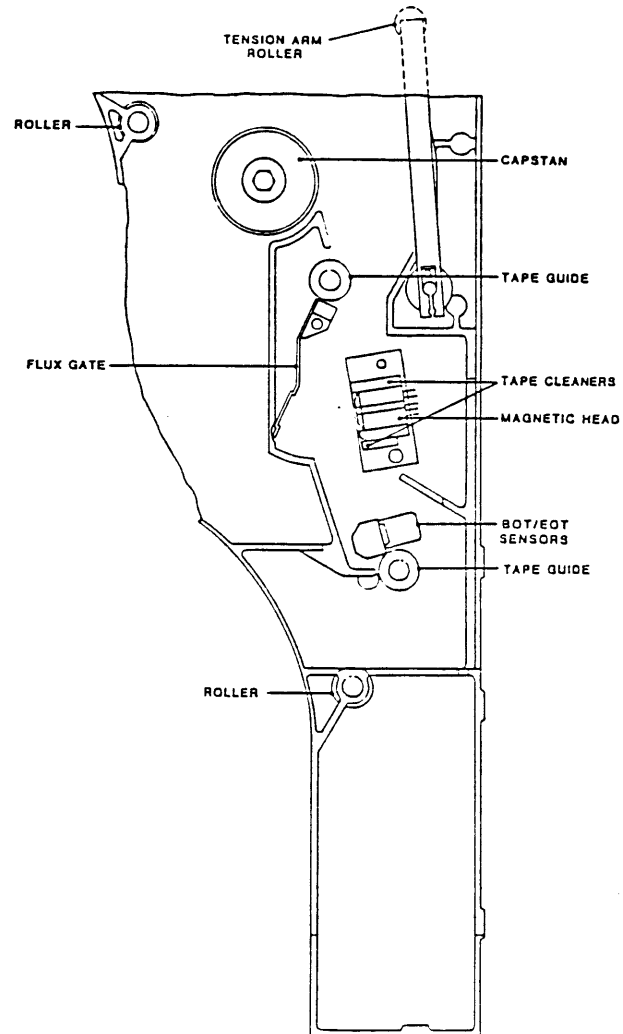 TENSION ARM
ROLLER
ROLLER
CAPSTAN
TAPE GUIDE
FLUX GATE
TAPE CLEANERS
MAGNETIC HEAD
BOT/EOT
SENSORS
TAPE GUIDE
ROLLER